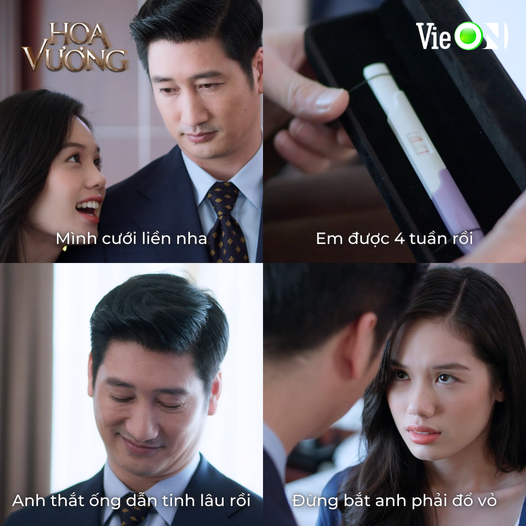 HOA
VƯƠNG
VieON
Mình cưới liền nha
Em được 4 tuần rồi
Anh thắt ống dẫn tinh lâu rồi
Đừng bắt anh phải đổ vỏ